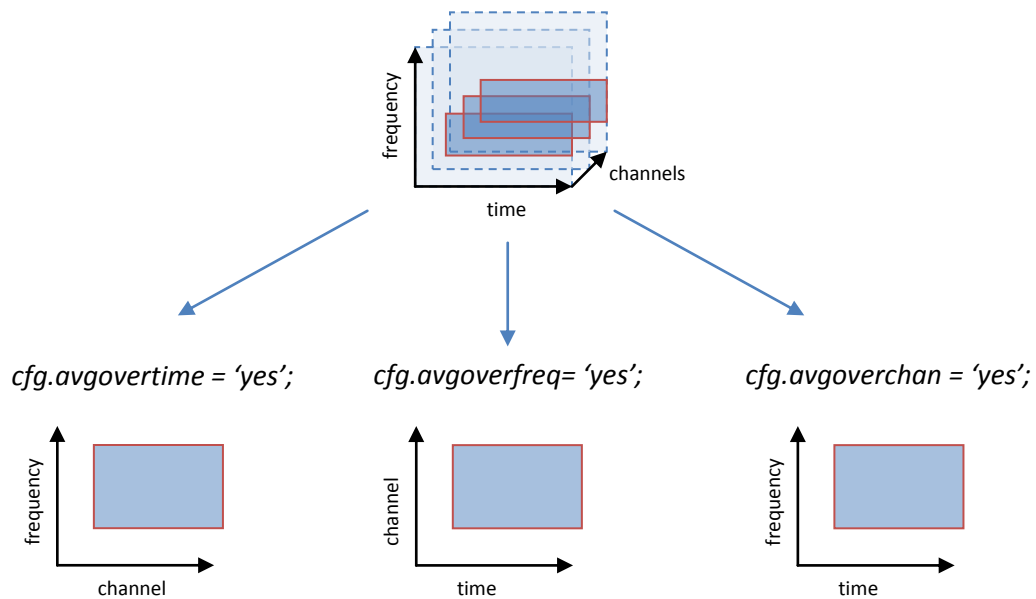 frequency
channels
time
cfg.avgovertime = ‘yes’;
cfg.avgoverfreq= ‘yes’;
cfg.avgoverchan = ‘yes’;
frequency
channel
channel
time
frequency
time